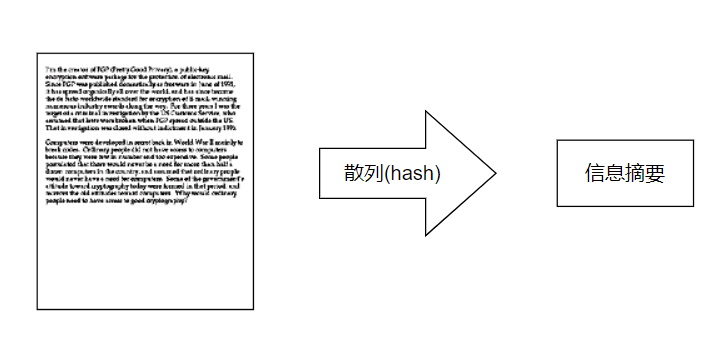 I'm the creator of PGP (Pretty Good Privacy), a public-key
encryption software package for the protection of electronic mail.
Since PGP was published domestically as freeware in June of 1991,
it has spread organically all over the world, and has since become
the de facto worldwide standard for encryption of E-mail, winning
numerous industry awards along the way. For three years I was the
target of a criminal investigation by the US Customs Service, who
assumed that laws were broken when PGP spread outside the US.
That investigation was closed without indictment in January 1996.
Computers were developed in secret back in World War II mainly to
break codes. Ordinary people did not have access to computers
because they were few in number and too expensive. Some people
postulated that there would never be a need for more than half a
dozen computers in the country, and assumed that ordinary people
would never have a need for computers. Some of the government's
attitude toward cryptography today were formed in that period, and
mirrors the old attitudes toward computers. Why would ordinary
people need to have access to good cryptography?
散列(hash)
信息摘要